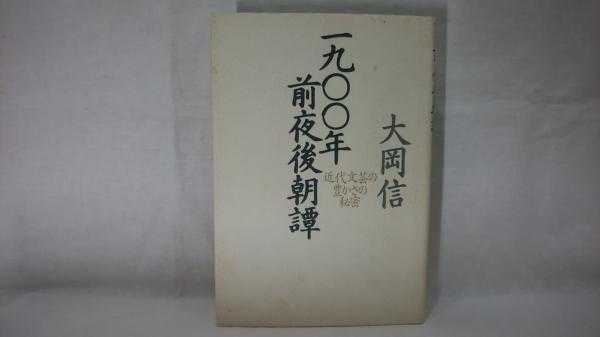 大岡信
一九〇〇年
前夜後朝譚
近代文芸の
豊かさの
秘密